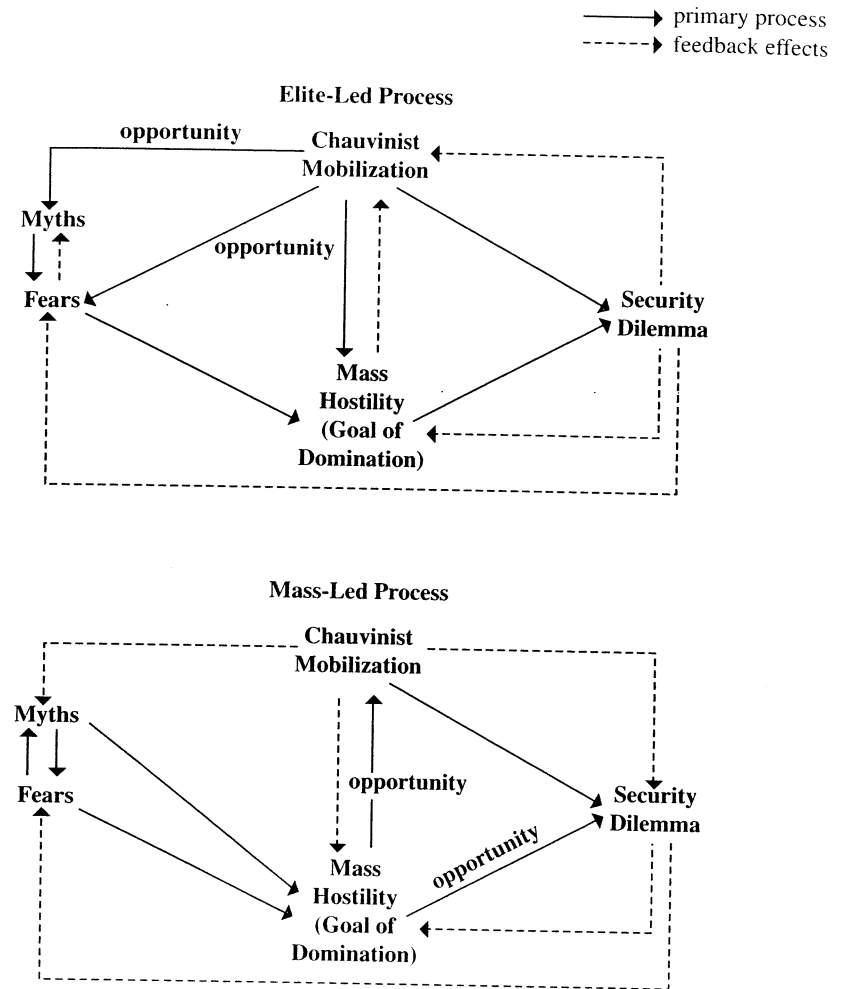 primary process
feedback effects
Elite-Led Process
opportunity
Chauvinist
Mobilization
Myths
opportunity
Fears
Security
Dilemma
Mass
Hostility
(Goal of
Domination)
Mass-Led Process
Chauvinist
Mobilization
Myths
opportunity
Fears
Security
Dilemma
opportunity
Mass
Hostility
(Goal of
Domination)